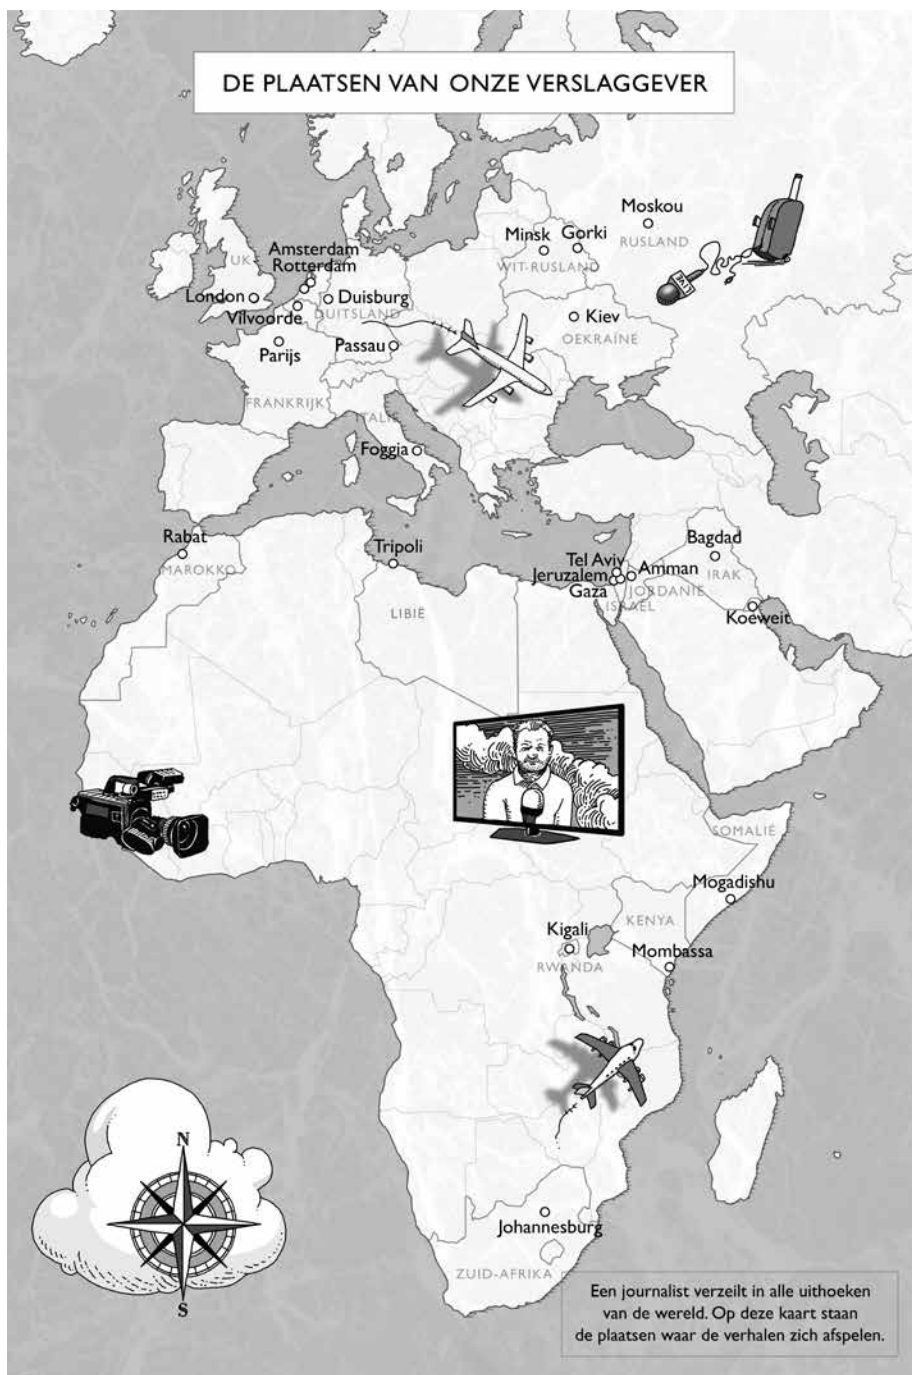 DE PLAATSEN VAN ONZE VERSLAGGEVER
Moskou
RUSLAND
Minsk
Gorki
WIT-RUSLAND
LIVE
Amsterdam
Rotterdam
UK
London
Duisburg
Vilvoorde
DUITSLAND
Kiev
OEKRAÏNE
Parijs
Passau
FRANKRIJK
ITALIË
Foggia
Rabat
MAROKKO
Tripoli
LIBIË
Bagdad
IRAK
Tel Aviv
Jeruzalem
Amman
Gaza
JORDANIË
ISRAEL
Koeweit
SOMALIË
Mogadishu
KENYA
Kigali
RWANDA
Mombassa
N
S
Johannesburg
ZUID-AFRIKA
Een journalist verzeilt in alle uithoeken
van de wereld. Op deze kaart staan
de plaatsen waar de verhalen zich afspelen.